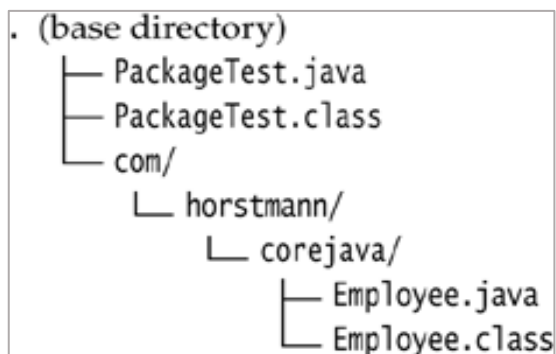 . (base directory)
PackageTest.java
PackageTest.class
com/
horstmann/
corejava/
Employee.java
Employee.class